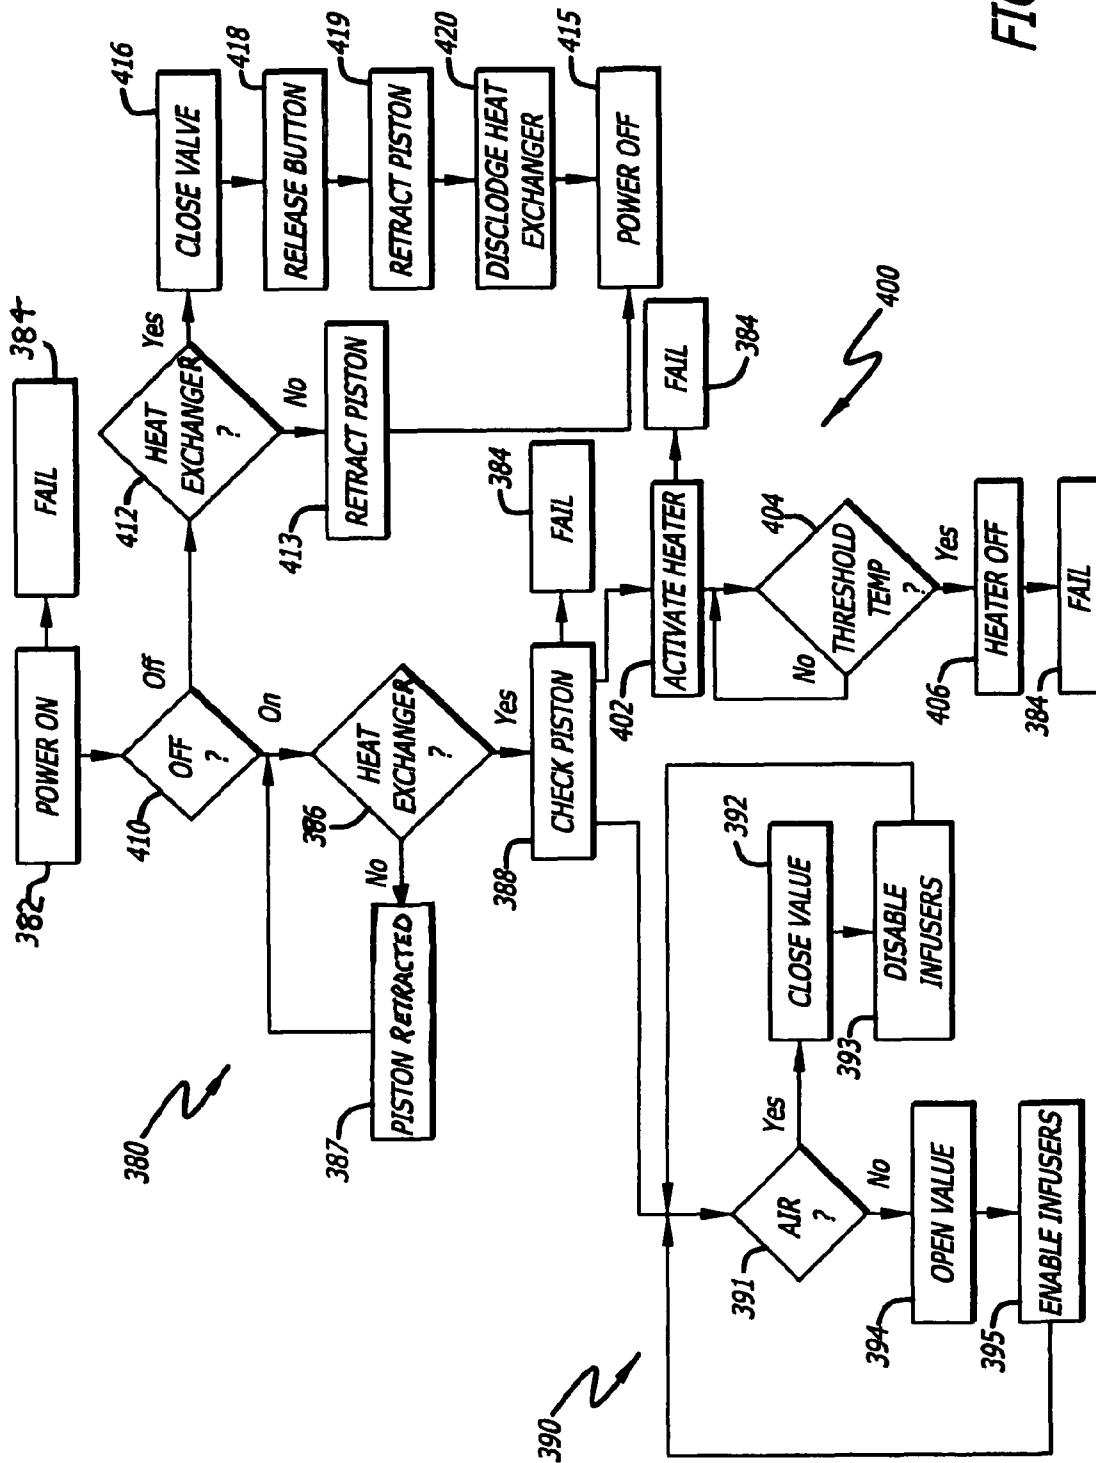 382
POWER ON
FAIL
384
410
OFF
?
Off
On
412
HEAT
EXCHANGER
?
Yes
No
413
RETRACT PISTON
416
CLOSE VALVE
418
RELEASE BUTTON
419
RETRACT PISTON
420
DISCLODGE HEAT
EXCHANGER
415
POWER OFF
380
386
HEAT
EXCHANGER
?
No
Yes
387
PISTON RETRACTED
388
CHECK PISTON
384
FAIL
402
ACTIVATE HEATER
FAIL
384
400
404
THRESHOLD
TEMP
?
No
Yes
406
HEATER OFF
384
FAIL
390
391
AIR
?
Yes
No
392
CLOSE VALUE
393
DISABLE
INFUSERS
394
OPEN VALUE
395
ENABLE INFUSERS